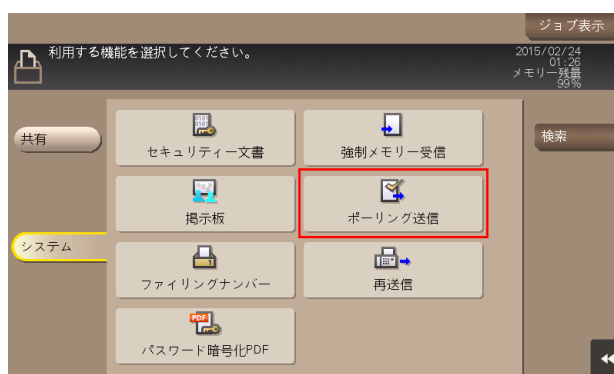 ジョブ表示
利用する機能を選択してください。
2015/02/24
01:26
メモリー残量
99%
共有
検索
セキュリティー文書
強制メモリー受信
掲示板
ポーリング送信
システム
ファイリングナンバー
再送信
PDF
パスワード暗号化PDF